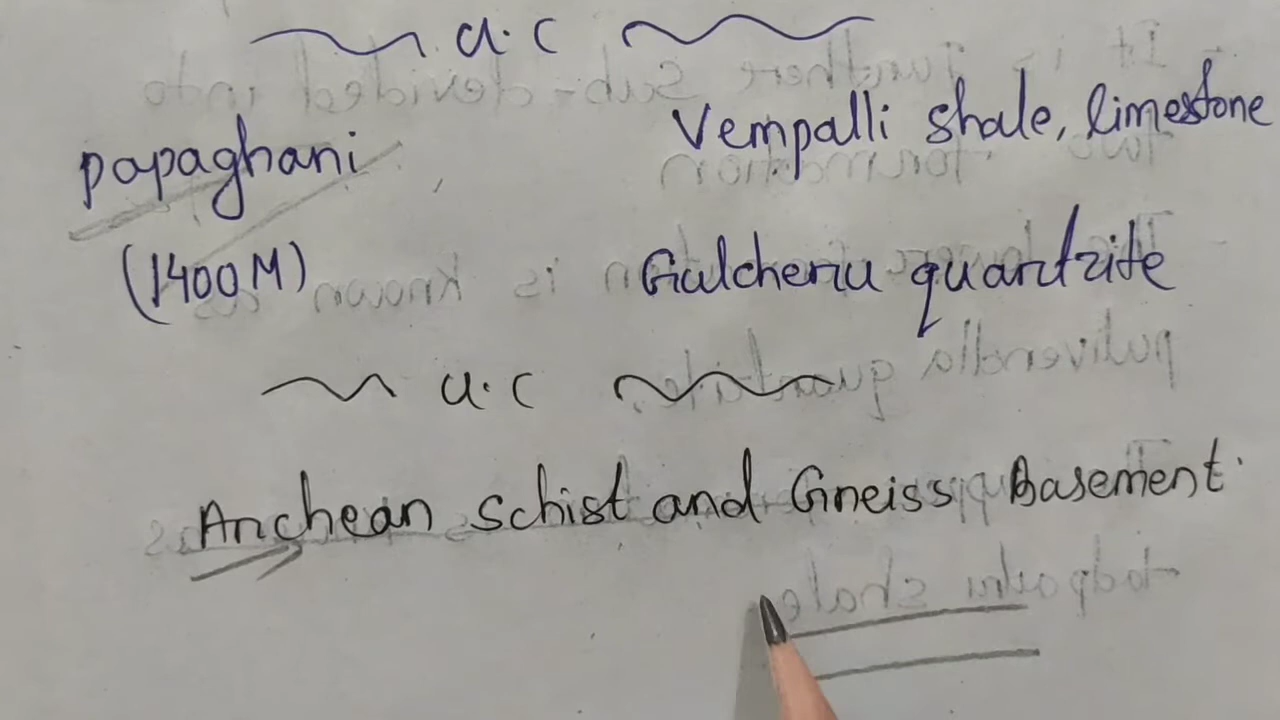 u.c
papaghani Vempalli shale, limestone
(1400M) Gulcheru quartzite
u.c
Archean schist and Gneiss Basement.